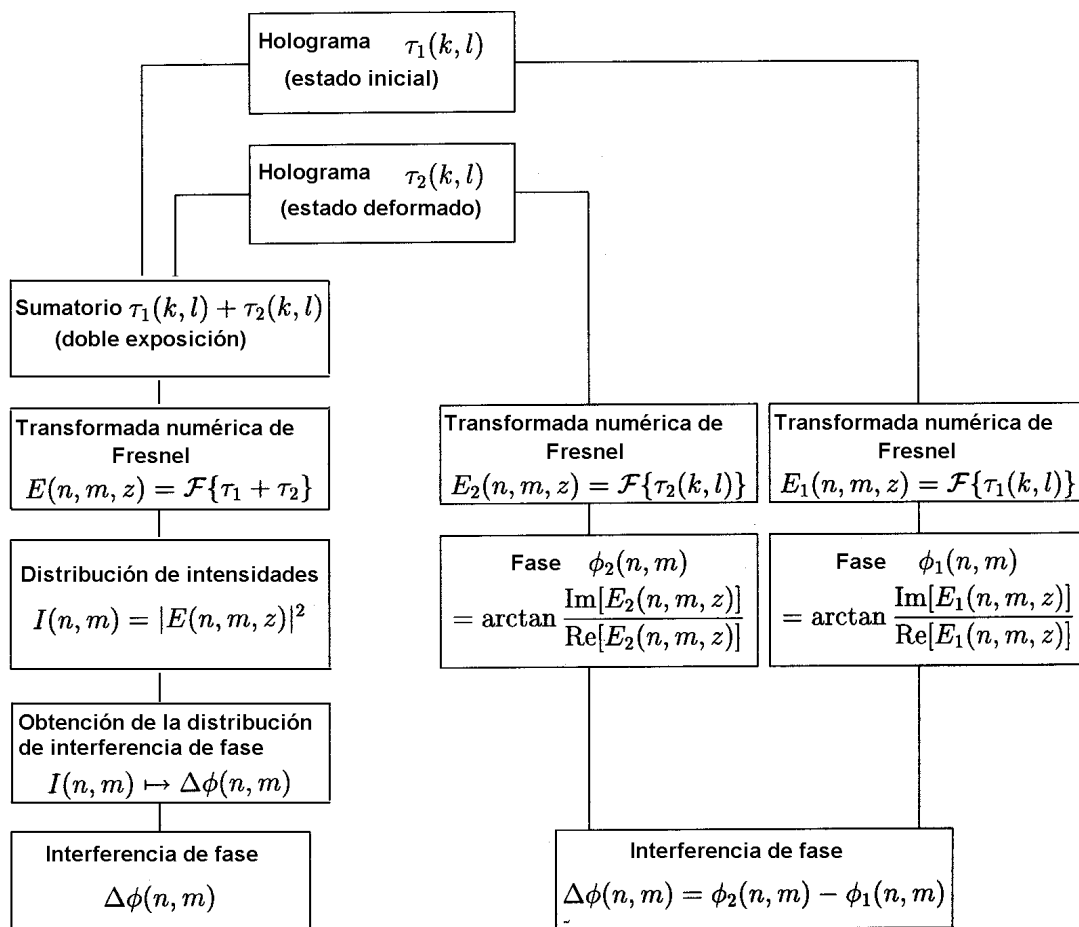 Holograma τ₁(k, l)
(estado inicial)
Holograma τ₂(k, l)
(estado deformado)
Sumatorio τ₁(k, l) + τ₂(k, l)
(doble exposición)
Transformada numérica de
Fresnel
E(n, m, z) = ℱ{τ₁ + τ₂}
Distribución de intensidades
I(n, m) = |E(n, m, z)|²
Obtención de la distribución
de interferencia de fase
I(n, m) ↦ Δϕ(n, m)
Interferencia de fase
Δϕ(n, m)
Transformada numérica de
Fresnel
E₂(n, m, z) = ℱ{τ₂(k, l)}
Fase ϕ₂(n, m)
= arctan Im[E₂(n, m, z)]
Re[E₂(n, m, z)]
Transformada numérica de
Fresnel
E₁(n, m, z) = ℱ{τ₁(k, l)}
Fase ϕ₁(n, m)
= arctan Im[E₁(n, m, z)]
Re[E₁(n, m, z)]
Interferencia de fase
Δϕ(n, m) = ϕ₂(n, m) − ϕ₁(n, m)